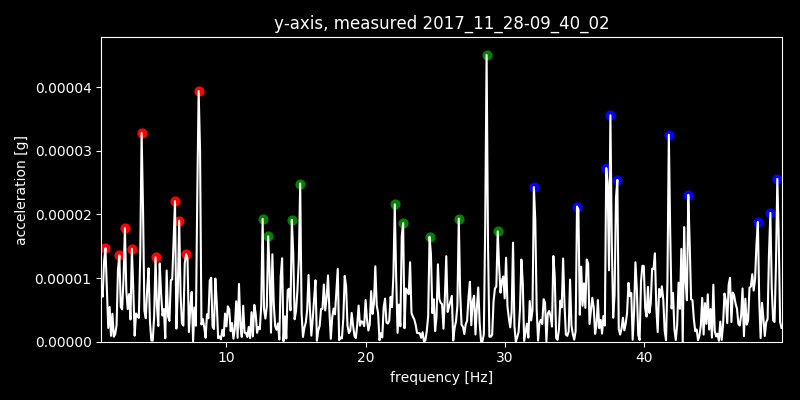 y-axis, measured 2017_11_28-09_40_02
0.00004
0.00003
0.00002
0.00001
0.00000
acceleration [g]
10 20 30 40
frequency [Hz]